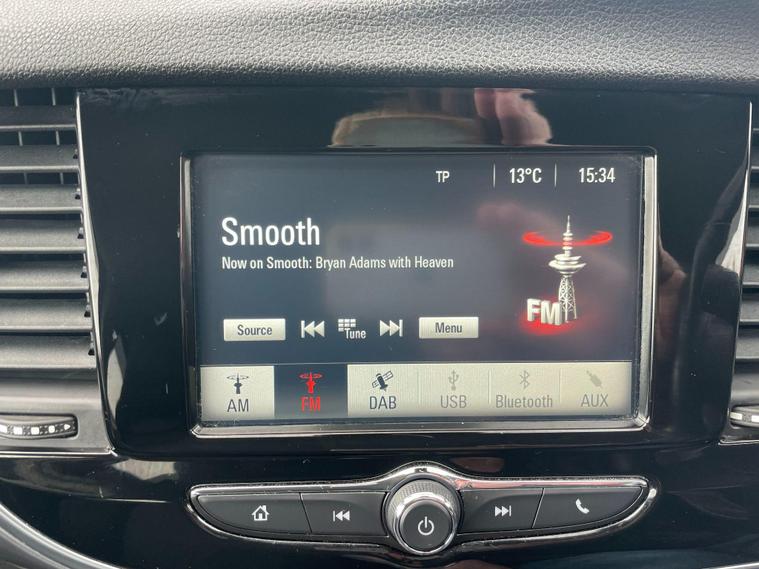 TP 13°C 15:34
Smooth
Now on Smooth: Bryan Adams with Heaven
FM
Source Tune Menu
AM FM DAB USB Bluetooth AUX